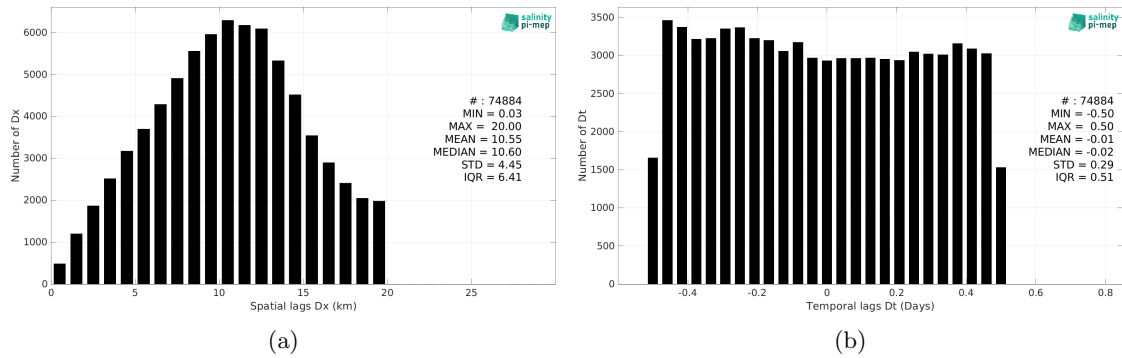 6000
5000
4000
3000
2000
1000
0
Number of Dx
0
5
10
15
20
25
Spatial lags Dx (km)
salinity
pi-mep
# : 74884
MIN = 0.03
MAX = 20.00
MEAN = 10.55
MEDIAN = 10.60
STD = 4.45
IQR = 6.41
(a)
3500
3000
2500
2000
1500
1000
500
0
Number of Dt
-0.4
-0.2
0
0.2
0.4
0.6
0.8
Temporal lags Dt (Days)
salinity
pi-mep
# : 74884
MIN = -0.50
MAX = 0.50
MEAN = -0.01
MEDIAN = -0.02
STD = 0.29
IQR = 0.51
(b)